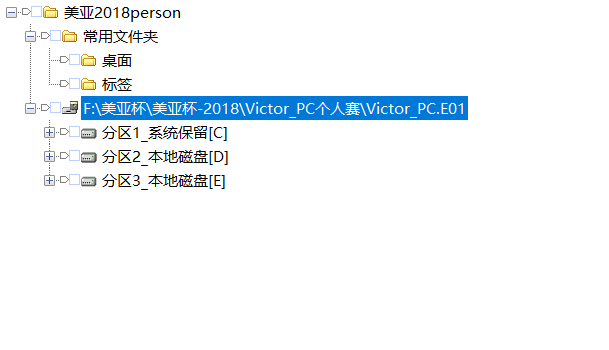 美亚2018person
常用文件夹
桌面
标签
F:\美亚杯\美亚杯-2018\Victor_PC个人赛\Victor_PC.E01
分区1_系统保留[C]
分区2_本地磁盘[D]
分区3_本地磁盘[E]